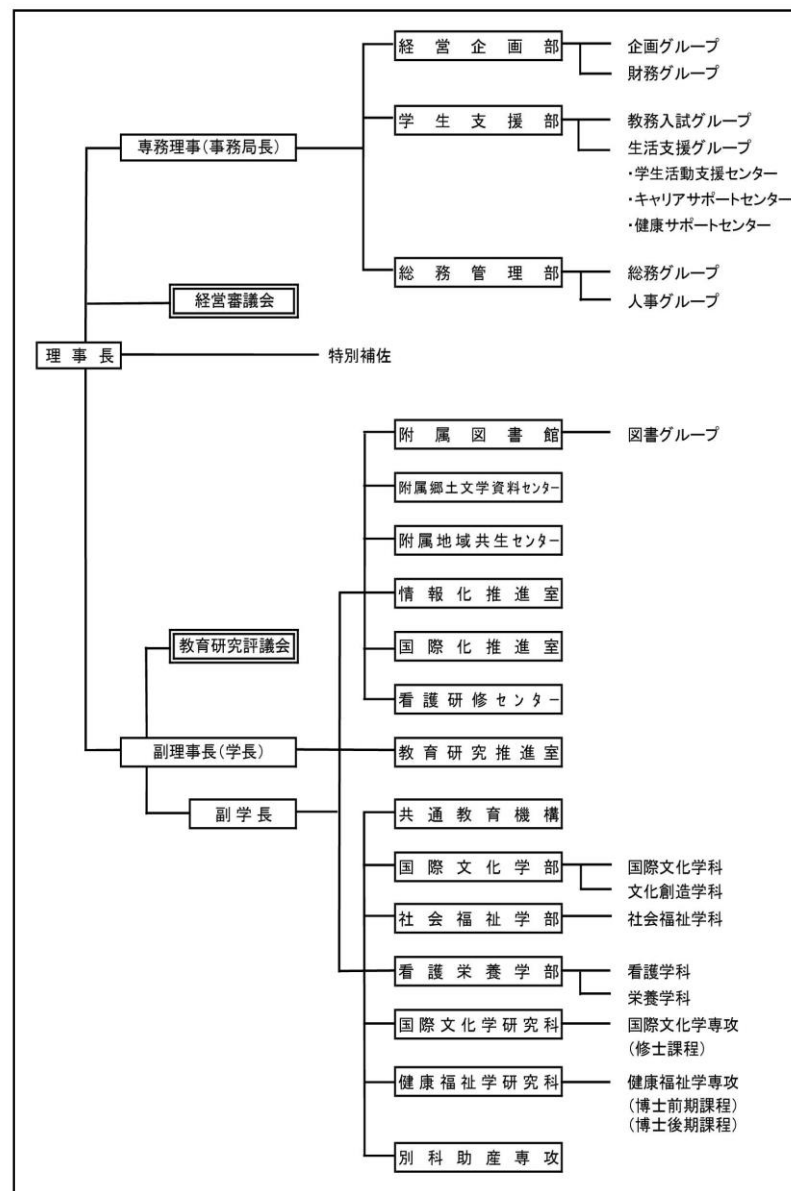 経営企画部
企画グループ
財務グループ
学生支援部
教務入試グループ
専務理事(事務局長)
生活支援グループ
・学生活動支援センター
・キャリアサポートセンター
・健康サポートセンター
総務管理部
総務グループ
人事グループ
経営審議会
理事長
特別補佐
附属図書館
図書グループ
附属郷土文学資料センター
附属地域共生センター
情報化推進室
教育研究評議会
国際化推進室
看護研修センター
副理事長(学長)
教育研究推進室
副学長
共通教育機構
国際文化学部
国際文化学科
文化創造学科
社会福祉学部
社会福祉学科
看護栄養学部
看護学科
栄養学科
国際文化学研究科
国際文化学専攻
(修士課程)
健康福祉学研究科
健康福祉学専攻
(博士前期課程)
(博士後期課程)
別科助産専攻